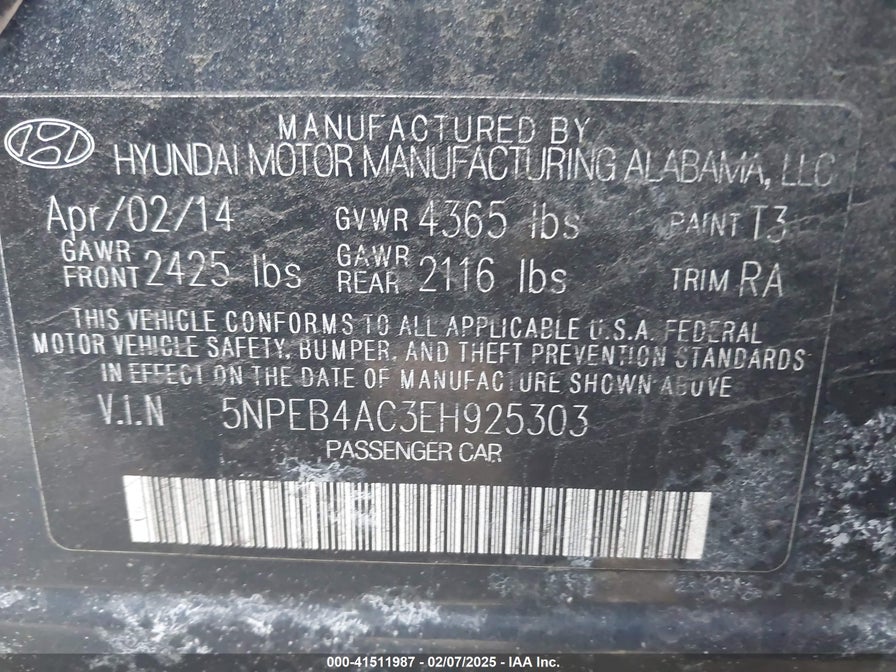 MANUFACTURED BY
HYUNDAI MOTOR MANUFACTURING ALABAMA, LLC
Apr/02/14 GVWR 4365 lbs PAINT T3
GAWR FRONT 2425 lbs GAWR REAR 2116 lbs TRIM RA
THIS VEHICLE CONFORMS TO ALL APPLICABLE U.S.A. FEDERAL
MOTOR VEHICLE SAFETY, BUMPER, AND THEFT PREVENTION STANDARDS
IN EFFECT ON THE DATE OF MANUFACTURE SHOWN ABOVE
V.I.N 5NPEB4AC3EH925303
PASSENGER CAR
000-41511987 - 02/07/2025 - IAA Inc.